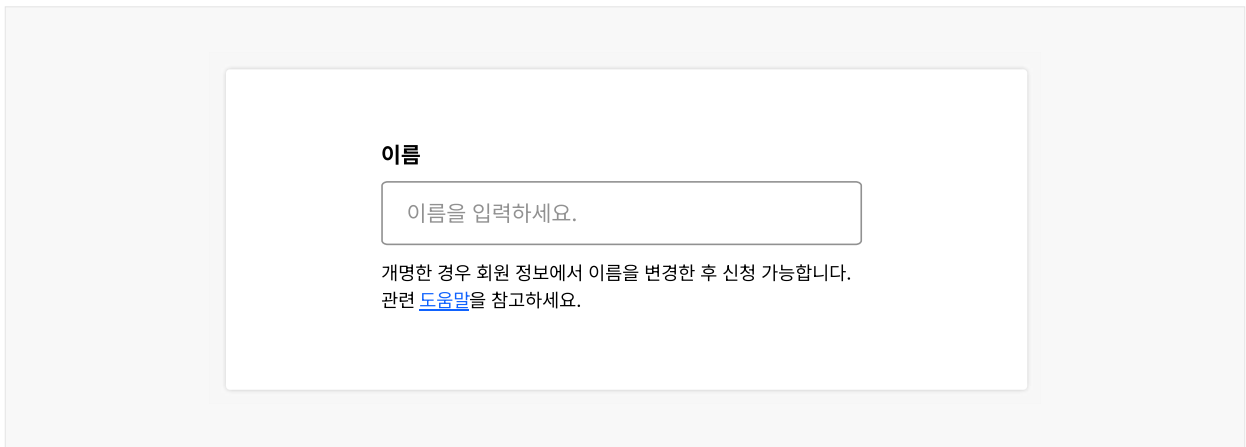 이름
이름을 입력하세요.
개명한 경우 회원 정보에서 이름을 변경한 후 신청 가능합니다.
관련 도움말을 참고하세요.